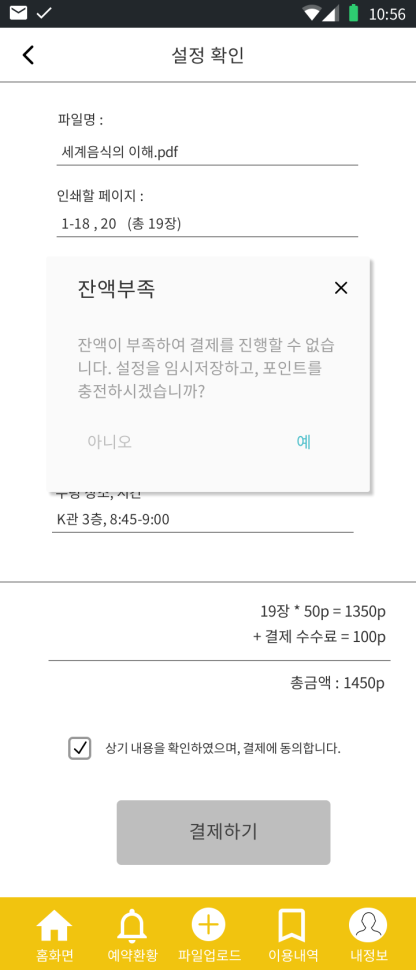 10:56
설정 확인
파일명 :
세계음식의 이해.pdf
인쇄할 페이지 :
1-18 , 20 (총 19장)
잔액부족
잔액이 부족하여 결제를 진행할 수 없습
니다. 설정을 임시저장하고, 포인트를
충전하시겠습니까?
아니오 예
수령 장소, 시간
K관 3층, 8:45-9:00
19장 * 50p = 1350p
+ 결제 수수료 = 100p
총금액 : 1450p
상기 내용을 확인하였으며, 결제에 동의합니다.
결제하기
홈화면 예약현황 파일업로드 이용내역 내정보